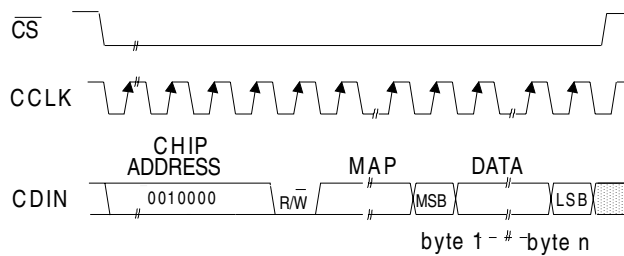 CS
CCLK
CHIP
ADDRESS
MAP
DATA
CDIN
0010000
R/W
MSB
LSB
byte 1
byte n